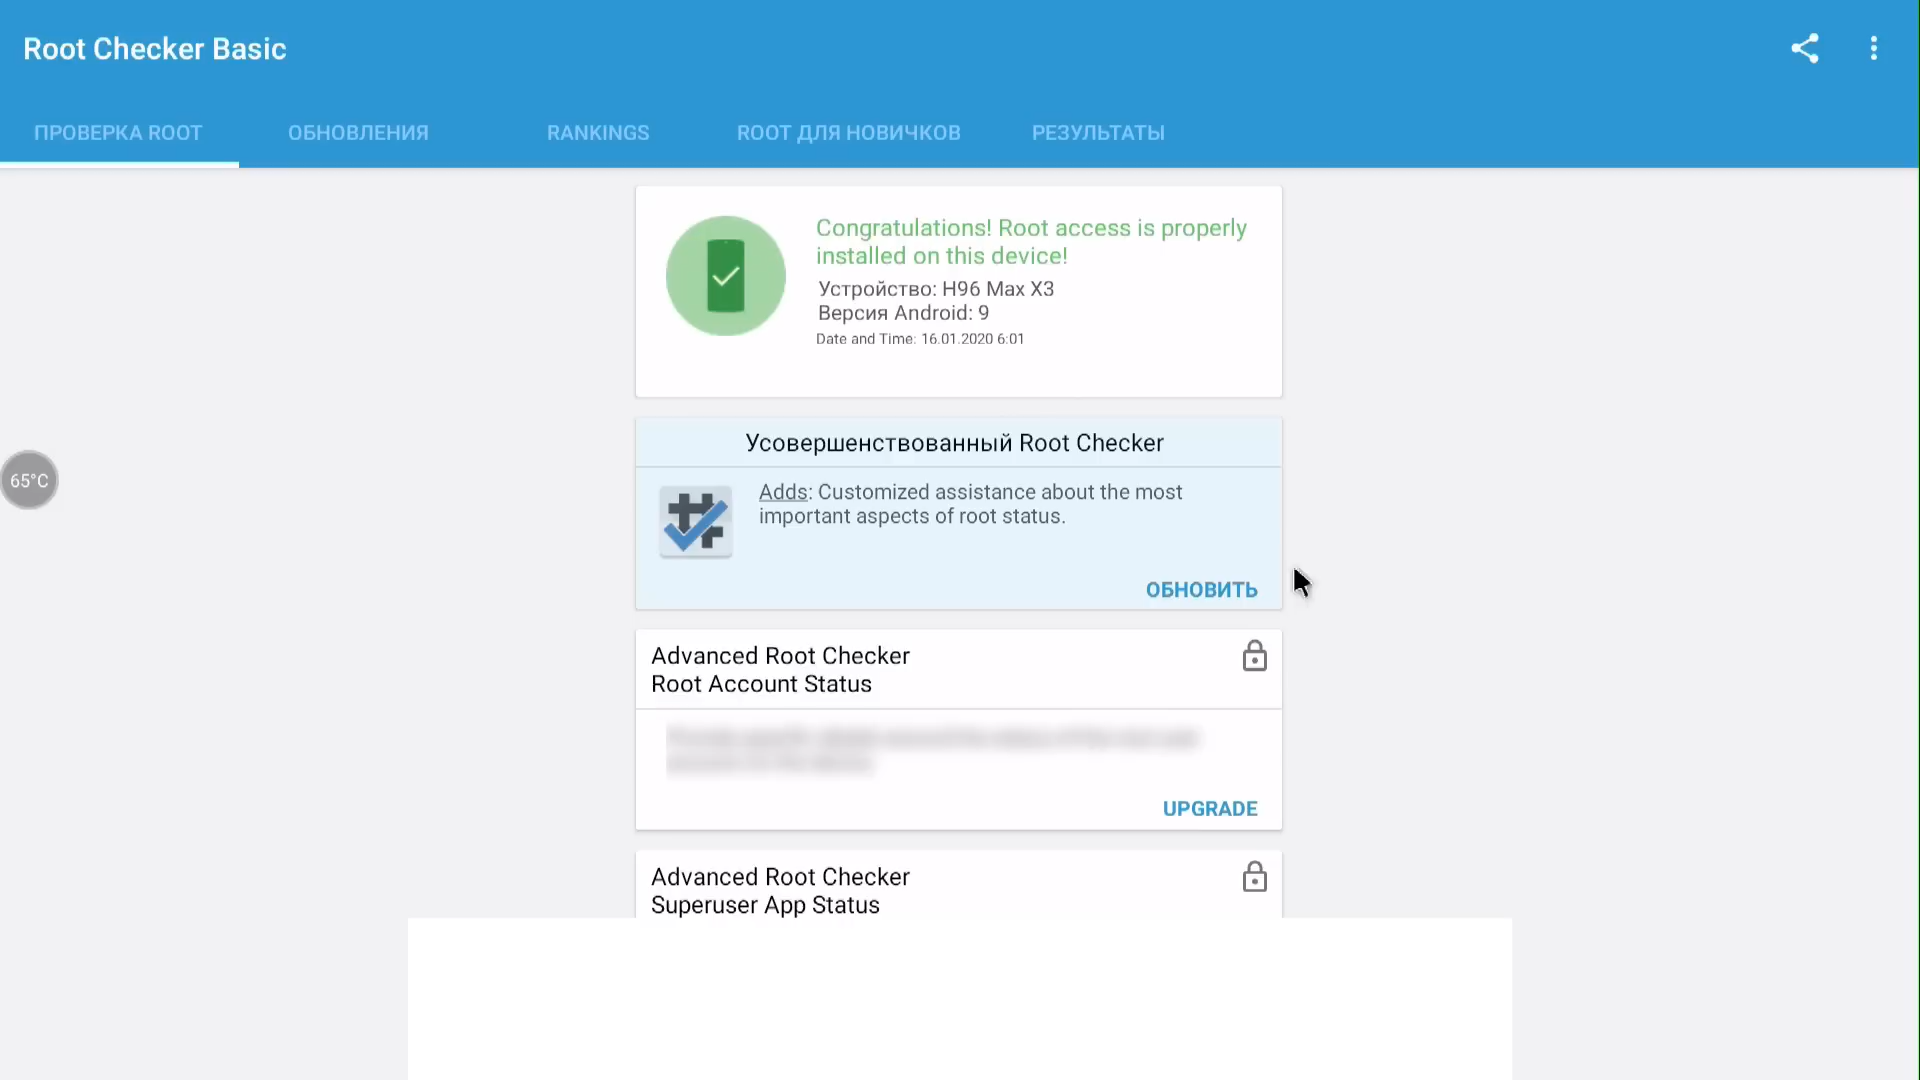 Root Checker Basic
ПРОВЕРКА ROOT
ОБНОВЛЕНИЯ
RANKINGS
ROOT ДЛЯ НОВИЧКОВ
РЕЗУЛЬТАТЫ
Congratulations! Root access is properly
installed on this device!
Устройство: H96 Max X3
Версия Android: 9
Date and Time: 16.01.2020 6:01
65°C
Усовершенствованный Root Checker
Adds: Customized assistance about the most
important aspects of root status.
ОБНОВИТЬ
Advanced Root Checker
Root Account Status
UPGRADE
Advanced Root Checker
Superuser App Status